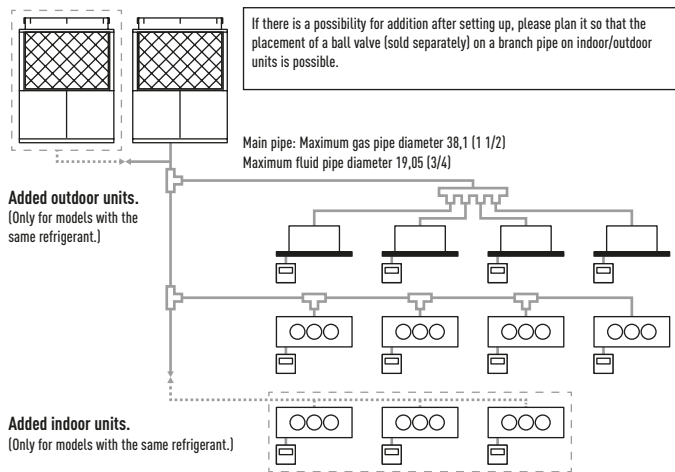 If there is a possibility for addition after setting up, please plan it so that the
placement of a ball valve (sold separately) on a branch pipe on indoor/outdoor
units is possible.
Main pipe: Maximum gas pipe diameter 38,1 (1 1/2)
Maximum fluid pipe diameter 19,05 (3/4)
Added outdoor units.
(Only for models with the
same refrigerant.)
Added indoor units.
(Only for models with the same refrigerant.)